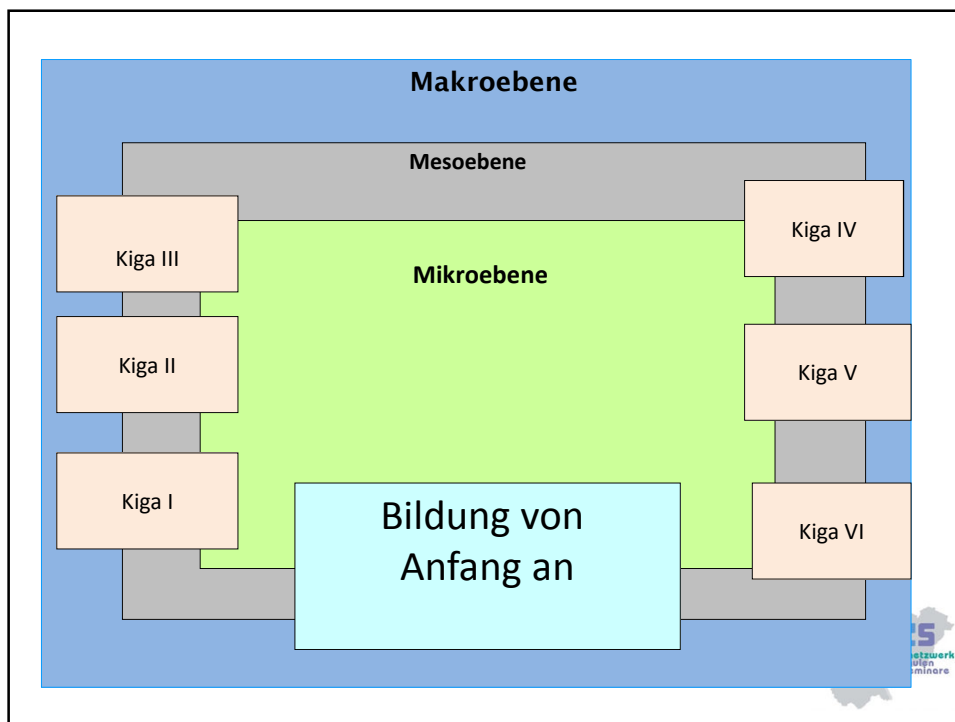 Makroebene
Mesoebene
Kiga III
Kiga IV
Mikroebene
Kiga II
Kiga V
Kiga I
Bildung von
Anfang an
Kiga VI